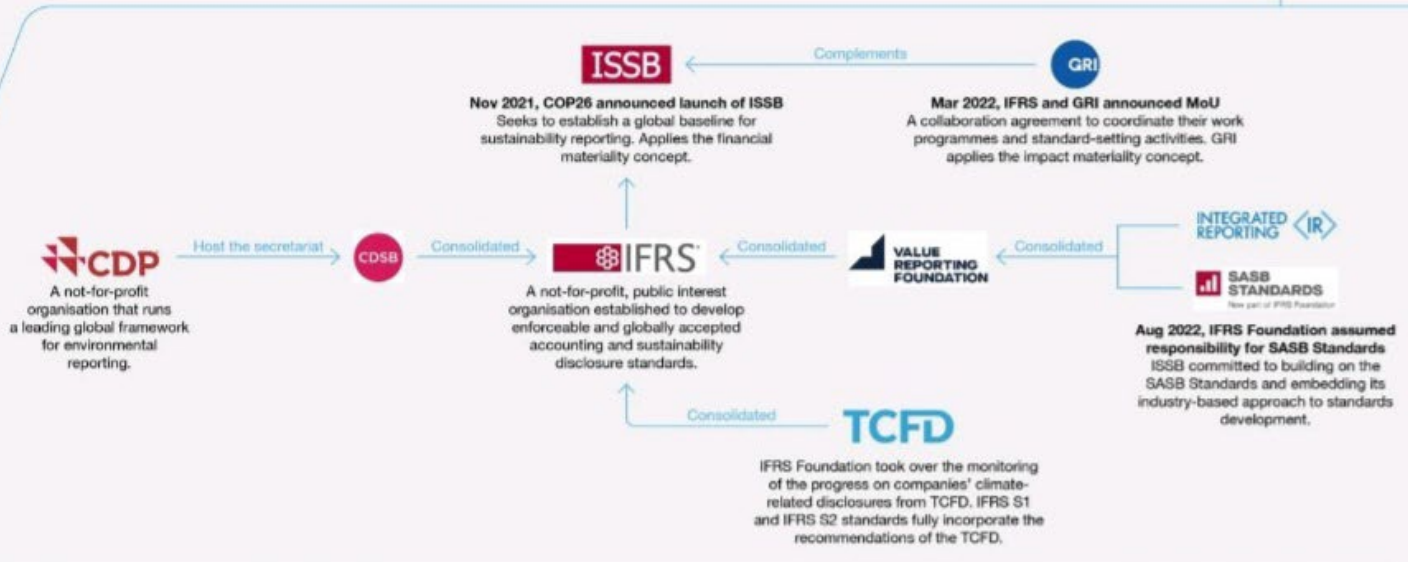 ISSB
Complements
GRI
Nov 2021, COP26 announced launch of ISSB
Seeks to establish a global baseline for
sustainability reporting. Applies the financial
materiality concept.
Mar 2022, IFRS and GRI announced MoU
A collaboration agreement to coordinate their work
programmes and standard-setting activities. GRI
applies the impact materiality concept.
CDP
Host the secretariat
CDSB
Consolidated
IFRS
Consolidated
VALUE
REPORTING
FOUNDATION
Consolidated
INTEGRATED
REPORTING
<IR>
SASB
STANDARDS
Now part of IFRS Foundation
A not-for-profit
organisation that runs
a leading global framework
for environmental
reporting.
A not-for-profit, public interest
organisation established to develop
enforceable and globally accepted
accounting and sustainability
disclosure standards.
Aug 2022, IFRS Foundation assumed
responsibility for SASB Standards
ISSB committed to building on the
SASB Standards and embedding its
industry-based approach to standards
development.
Consolidated
TCFD
IFRS Foundation took over the monitoring
of the progress on companies' climate-
related disclosures from TCFD. IFRS S1
and IFRS S2 standards fully incorporate the
recommendations of the TCFD.